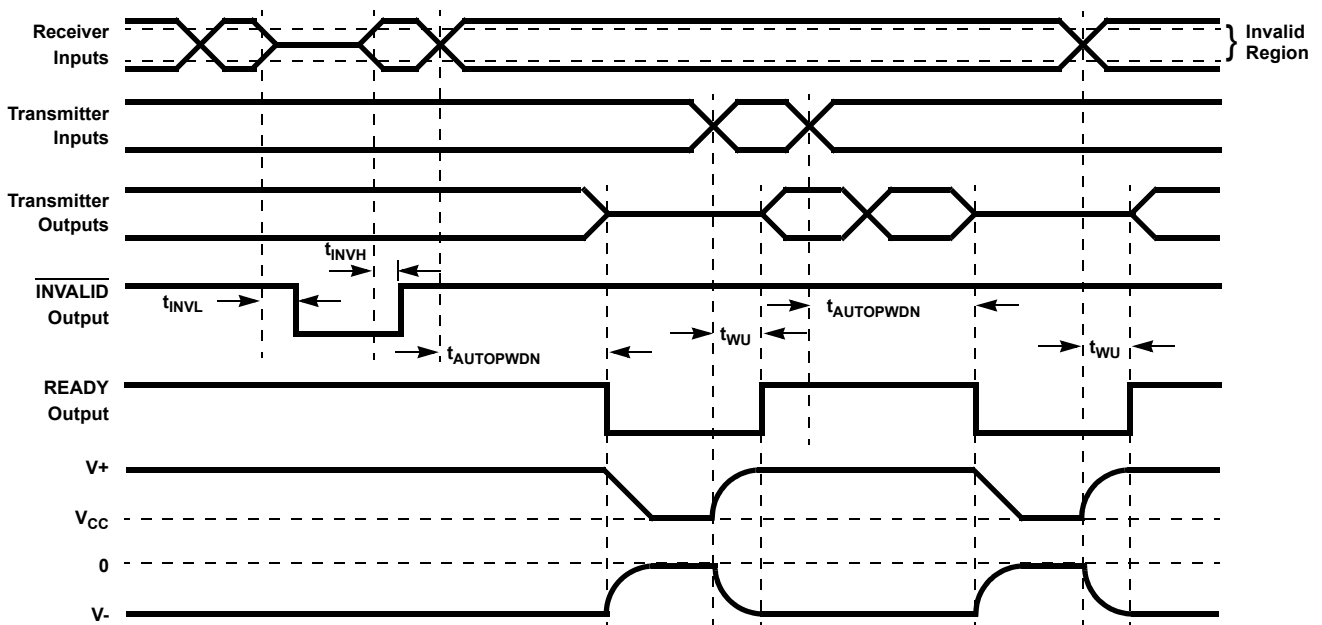 Receiver
Inputs
} Invalid
Region
Transmitter
Inputs
Transmitter
Outputs
tINVH
INVALID
Output
tINVL
tAUTOPWDN
tWU
tAUTOPWDN
tWU
READY
Output
V+
VCC
0
V-